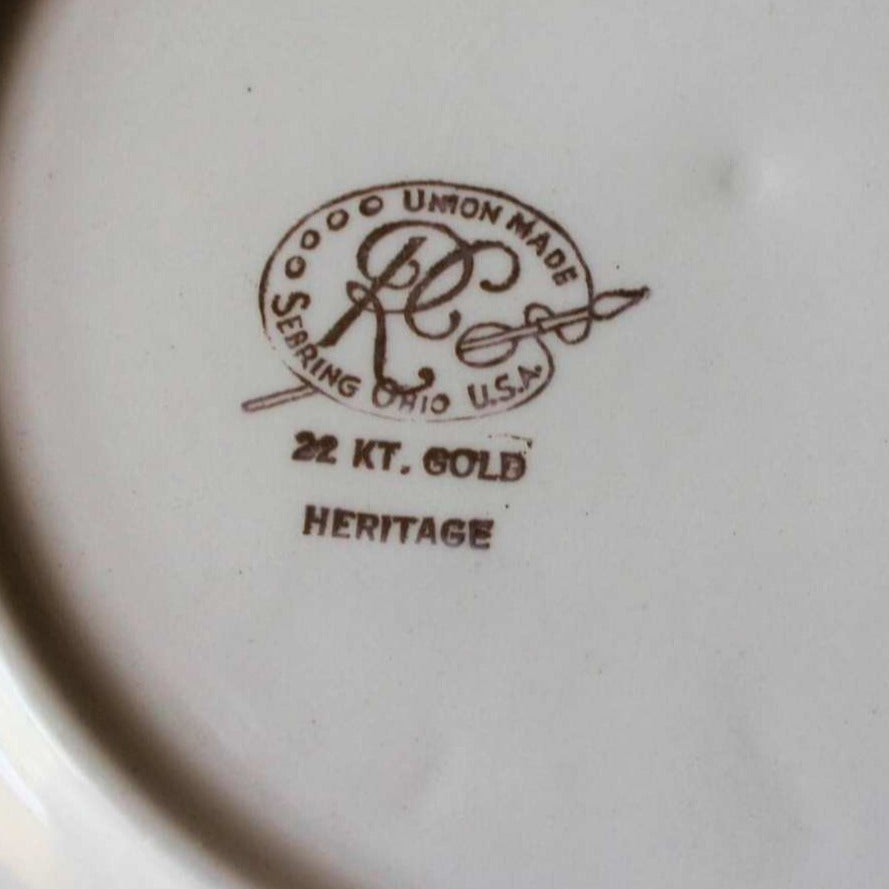 UNION MADE
RC
SEBRING OHIO U.S.A.
22 KT. GOLD
HERITAGE